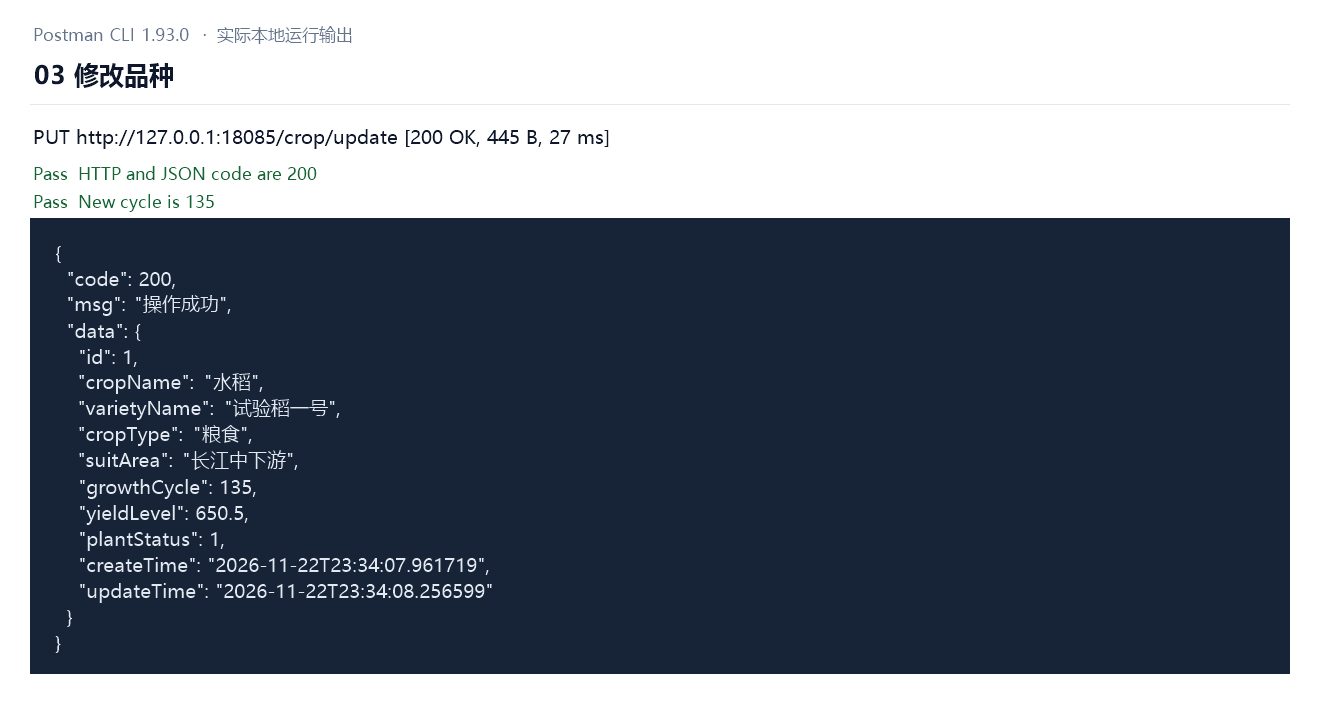 Postman CLI 1.93.0 · 实际本地运行输出
03 修改品种
PUT http://127.0.0.1:18085/crop/update [200 OK, 445 B, 27 ms]
Pass HTTP and JSON code are 200
Pass New cycle is 135
{
"code": 200,
"msg": "操作成功",
"data": {
"id": 1,
"cropName": "水稻",
"varietyName": "试验稻一号",
"cropType": "粮食",
"suitArea": "长江中下游",
"growthCycle": 135,
"yieldLevel": 650.5,
"plantStatus": 1,
"createTime": "2026-11-22T23:34:07.961719",
"updateTime": "2026-11-22T23:34:08.256599"
}
}